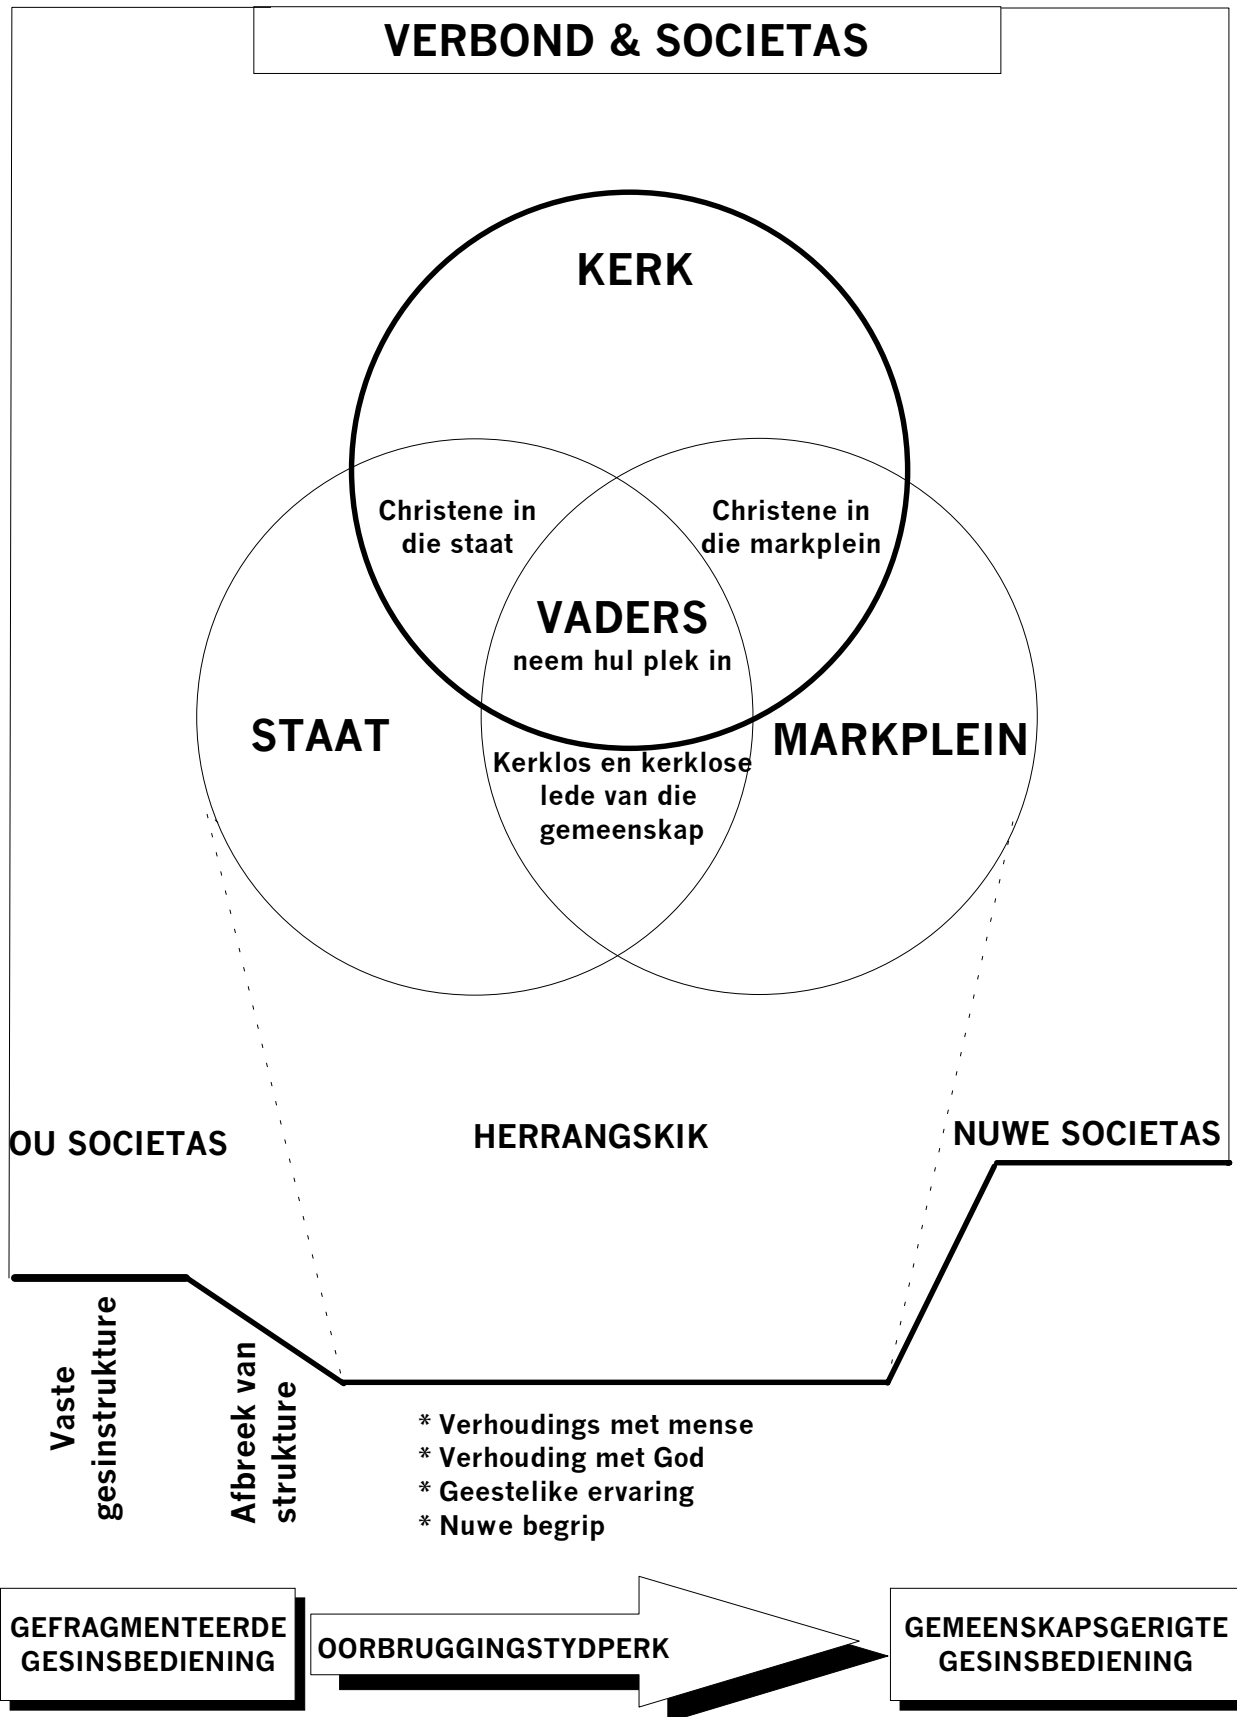 VERBOND & SOCIETAS
KERK
Christene in
die staat
Christene in
die markplein
VADERS
neem hul plek in
STAAT
MARKPLEIN
Kerklos en kerklose
lede van die
gemeenskap
OU SOCIETAS
HERRANGSKIK
NUWE SOCIETAS
Vaste
gesinstrukture
Afbreek van
strukture
* Verhoudings met mense
* Verhouding met God
* Geestelike ervaring
* Nuwe begrip
GEFRAGMENTEERDE
GESINSBEDIENING
OORBRUGGINGSTYDPERK
GEMEENSKAPSGERIGTE
GESINSBEDIENING